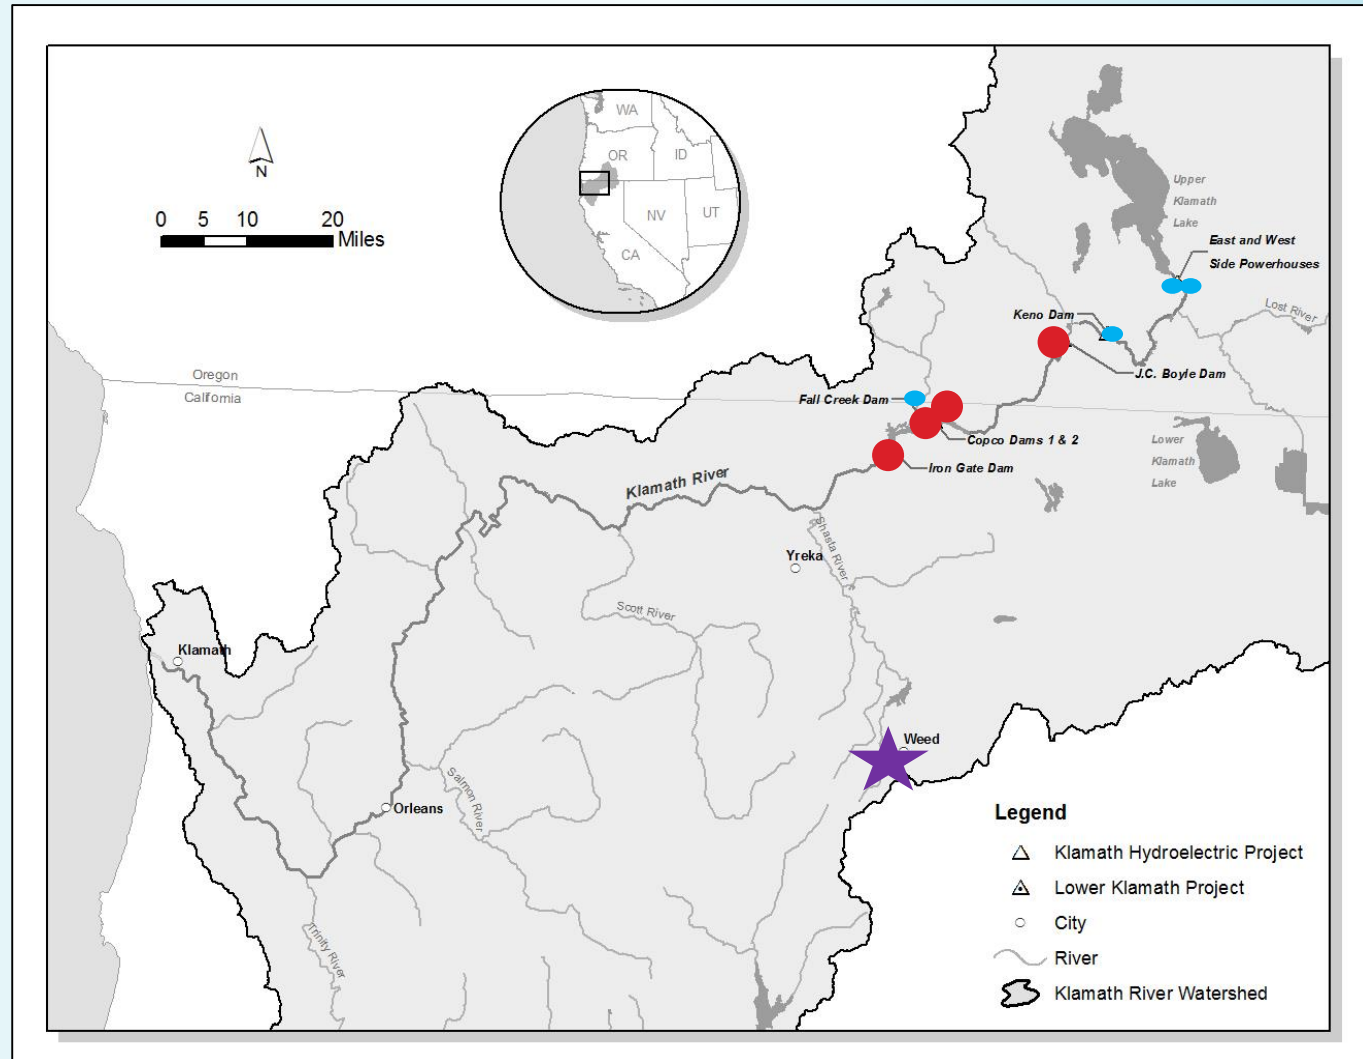 WA
OR
ID
NV
UT
CA
N
0 5 10 20
Miles
Upper
Klamath
Lake
East and West
Side Powerhouses
Lost River
Keno Dam
J.C. Boyle Dam
Oregon
California
Fall Creek Dam
Copco Dams 1 & 2
Iron Gate Dam
Lower
Klamath
Lake
Klamath River
Shasta River
Yreka
Scott River
Klamath
Weed
Salmon River
Orleans
Trinity River
Legend
Klamath Hydroelectric Project
Lower Klamath Project
City
River
Klamath River Watershed